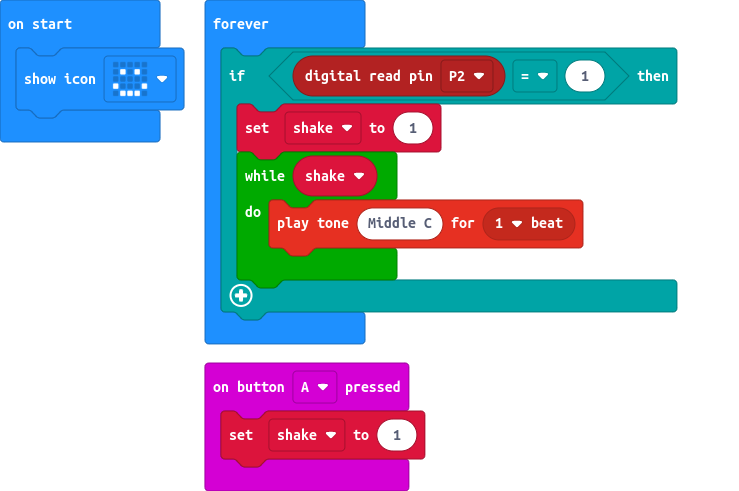 on start
show icon
forever
if digital read pin P2 = 1 then
set shake to 1
while shake
do play tone Middle C for 1 beat
on button A pressed
set shake to 1